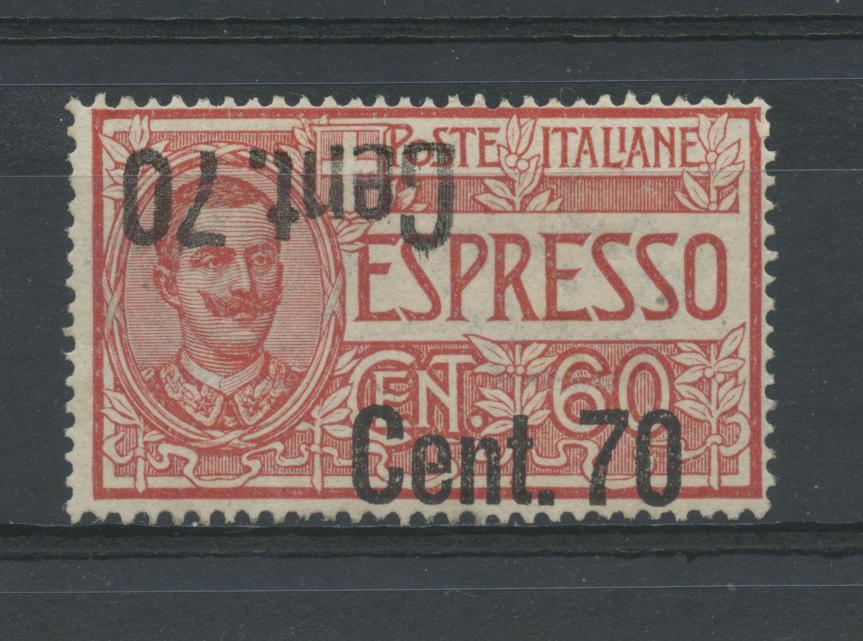 POSTE ITALIANE
Cent. 70
ESPRESSO
CENT. 60
Cent. 70